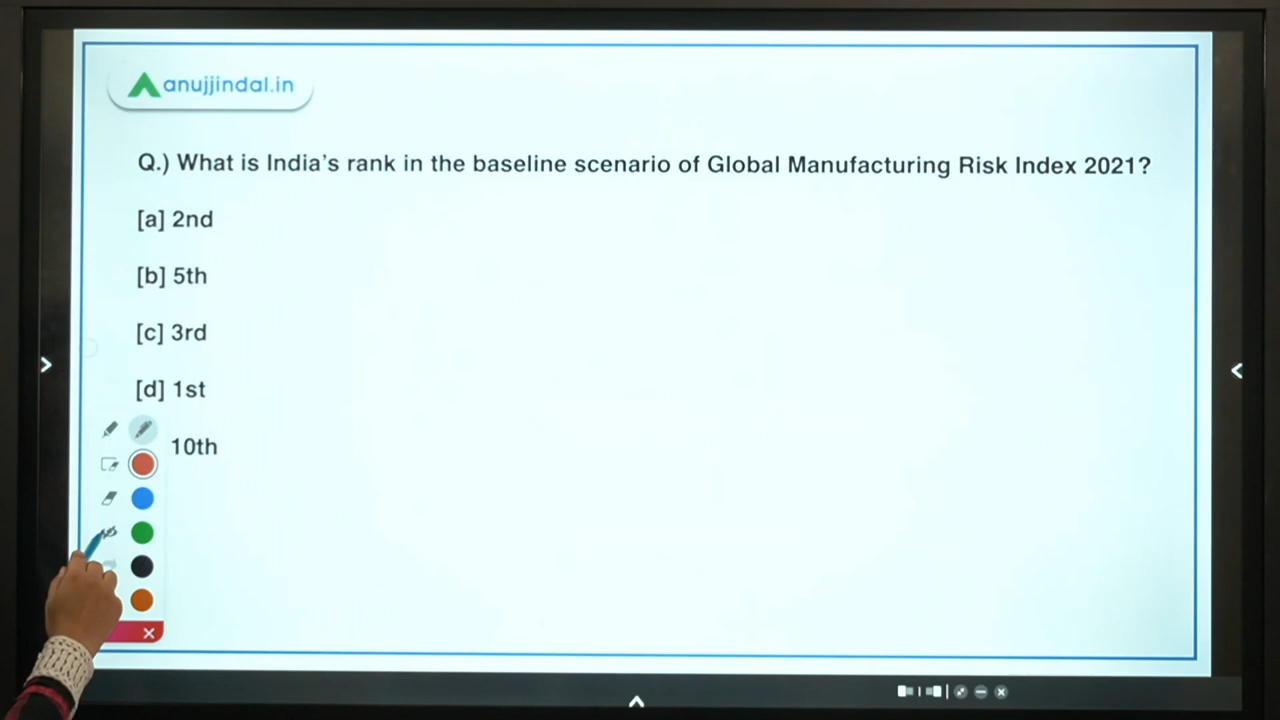 anujjindal.in
Q.) What is India's rank in the baseline scenario of Global Manufacturing Risk Index 2021?
[a] 2nd
[b] 5th
[c] 3rd
[d] 1st
10th